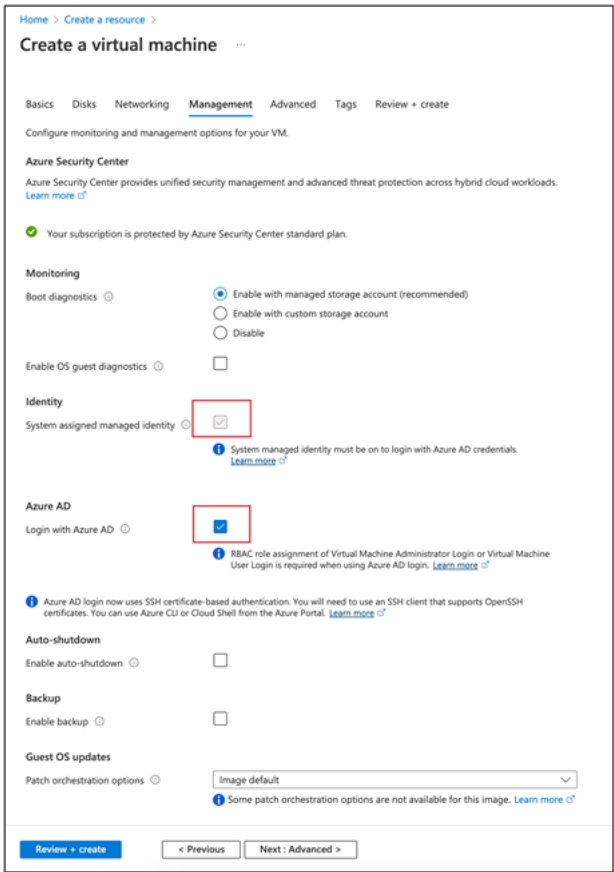 Home > Create a resource >
Create a virtual machine ...
Basics Disks Networking Management Advanced Tags Review + create
Configure monitoring and management options for your VM.
Azure Security Center
Azure Security Center provides unified security management and advanced threat protection across hybrid cloud workloads.
Learn more
Your subscription is protected by Azure Security Center standard plan.
Monitoring
Boot diagnostics
Enable with managed storage account (recommended)
Enable with custom storage account
Disable
Enable OS guest diagnostics
Identity
System assigned managed identity
System managed identity must be on to login with Azure AD credentials.
Learn more
Azure AD
Login with Azure AD
RBAC role assignment of Virtual Machine Administrator Login or Virtual Machine
User Login is required when using Azure AD login. Learn more
Azure AD login now uses SSH certificate-based authentication. You will need to use an SSH client that supports OpenSSH
certificates. You can use Azure CLI or Cloud Shell from the Azure Portal. Learn more
Auto-shutdown
Enable auto-shutdown
Backup
Enable backup
Guest OS updates
Patch orchestration options
Image default
Some patch orchestration options are not available for this image. Learn more
Review + create < Previous Next : Advanced >